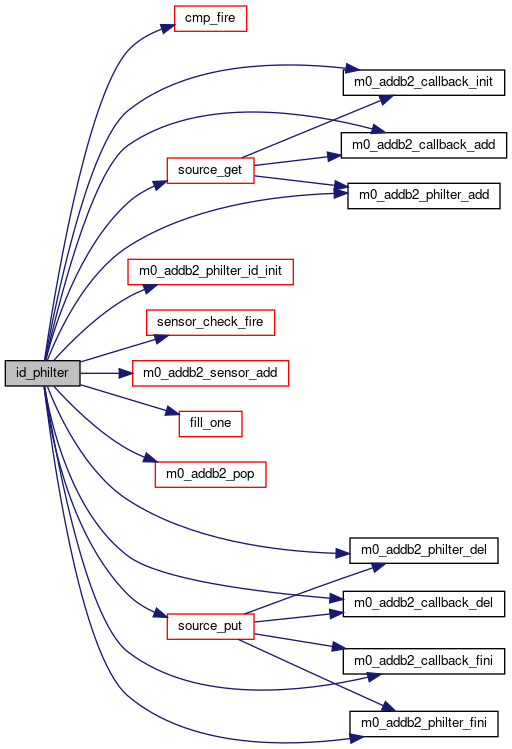 cmp_fire
m0_addb2_callback_init
m0_addb2_callback_add
source_get
m0_addb2_philter_add
m0_addb2_philter_id_init
sensor_check_fire
id_philter
m0_addb2_sensor_add
fill_one
m0_addb2_pop
m0_addb2_philter_del
m0_addb2_callback_del
source_put
m0_addb2_callback_fini
m0_addb2_philter_fini